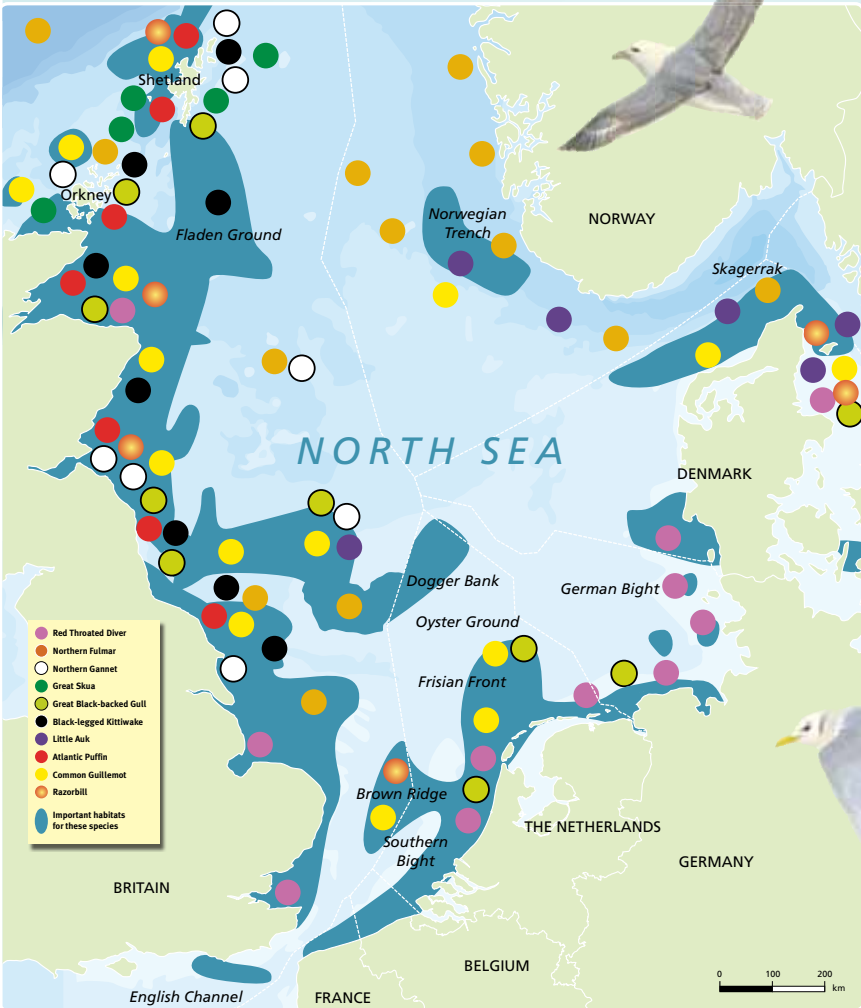 Shetland
Orkney
Fladen Ground
Norwegian
Trench
NORWAY
Skagerrak
NORTH SEA
DENMARK
Dogger Bank
German Bight
Oyster Ground
Frisian Front
Brown Ridge
Southern
Bight
THE NETHERLANDS
GERMANY
BRITAIN
BELGIUM
English Channel
FRANCE
Red Throated Diver
Northern Fulmar
Northern Gannet
Great Skua
Great Black-backed Gull
Black-legged Kittiwake
Little Auk
Atlantic Puffin
Common Guillemot
Razorbill
Important habitats
for these species
0 100 200
km